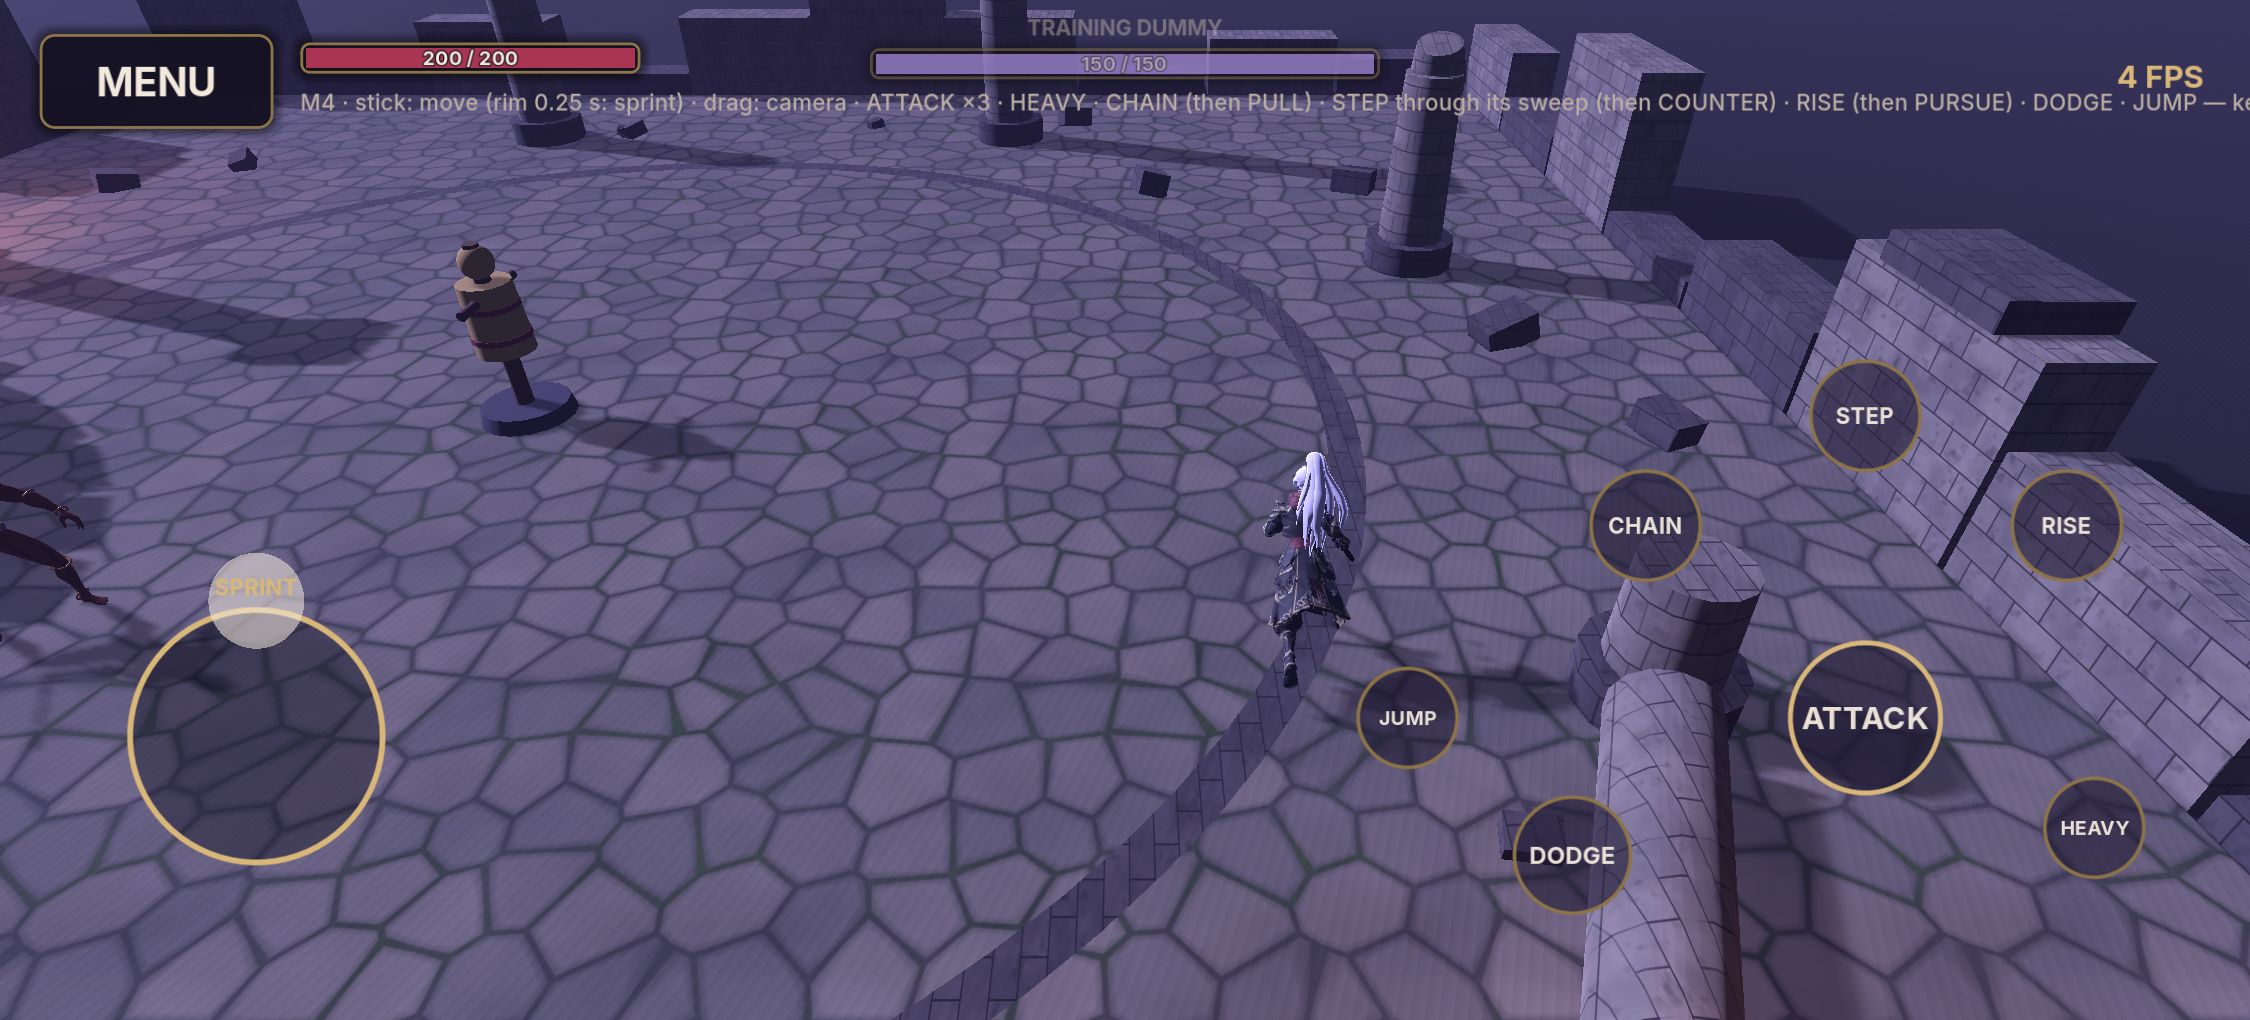 TRAINING DUMMY
MENU
200 / 200
150 / 150
4 FPS
M4 · stick: move (rim 0.25 s: sprint) · drag: camera · ATTACK ×3 · HEAVY · CHAIN (then PULL) · STEP through its sweep (then COUNTER) · RISE (then PURSUE) · DODGE · JUMP — ke
STEP
CHAIN
RISE
SPRINT
JUMP
ATTACK
HEAVY
DODGE